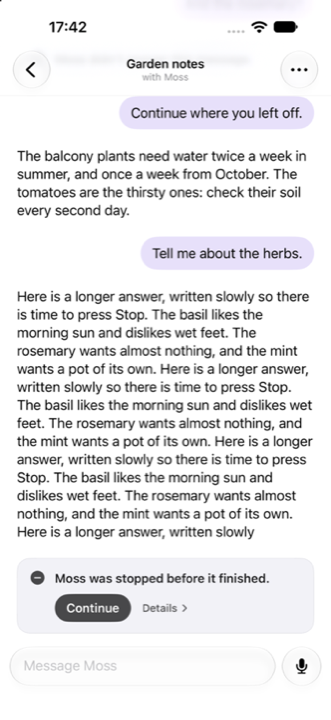 17:42
Garden notes
with Moss
Continue where you left off.
The balcony plants need water twice a week in
summer, and once a week from October. The
tomatoes are the thirsty ones: check their soil
every second day.
Tell me about the herbs.
Here is a longer answer, written slowly so there
is time to press Stop. The basil likes the
morning sun and dislikes wet feet. The
rosemary wants almost nothing, and the mint
wants a pot of its own. Here is a longer answer,
written slowly so there is time to press Stop.
The basil likes the morning sun and dislikes wet
feet. The rosemary wants almost nothing, and
the mint wants a pot of its own. Here is a longer
answer, written slowly so there is time to press
Stop. The basil likes the morning sun and
dislikes wet feet. The rosemary wants almost
nothing, and the mint wants a pot of its own.
Here is a longer answer, written slowly
Moss was stopped before it finished.
Continue
Details >
Message Moss